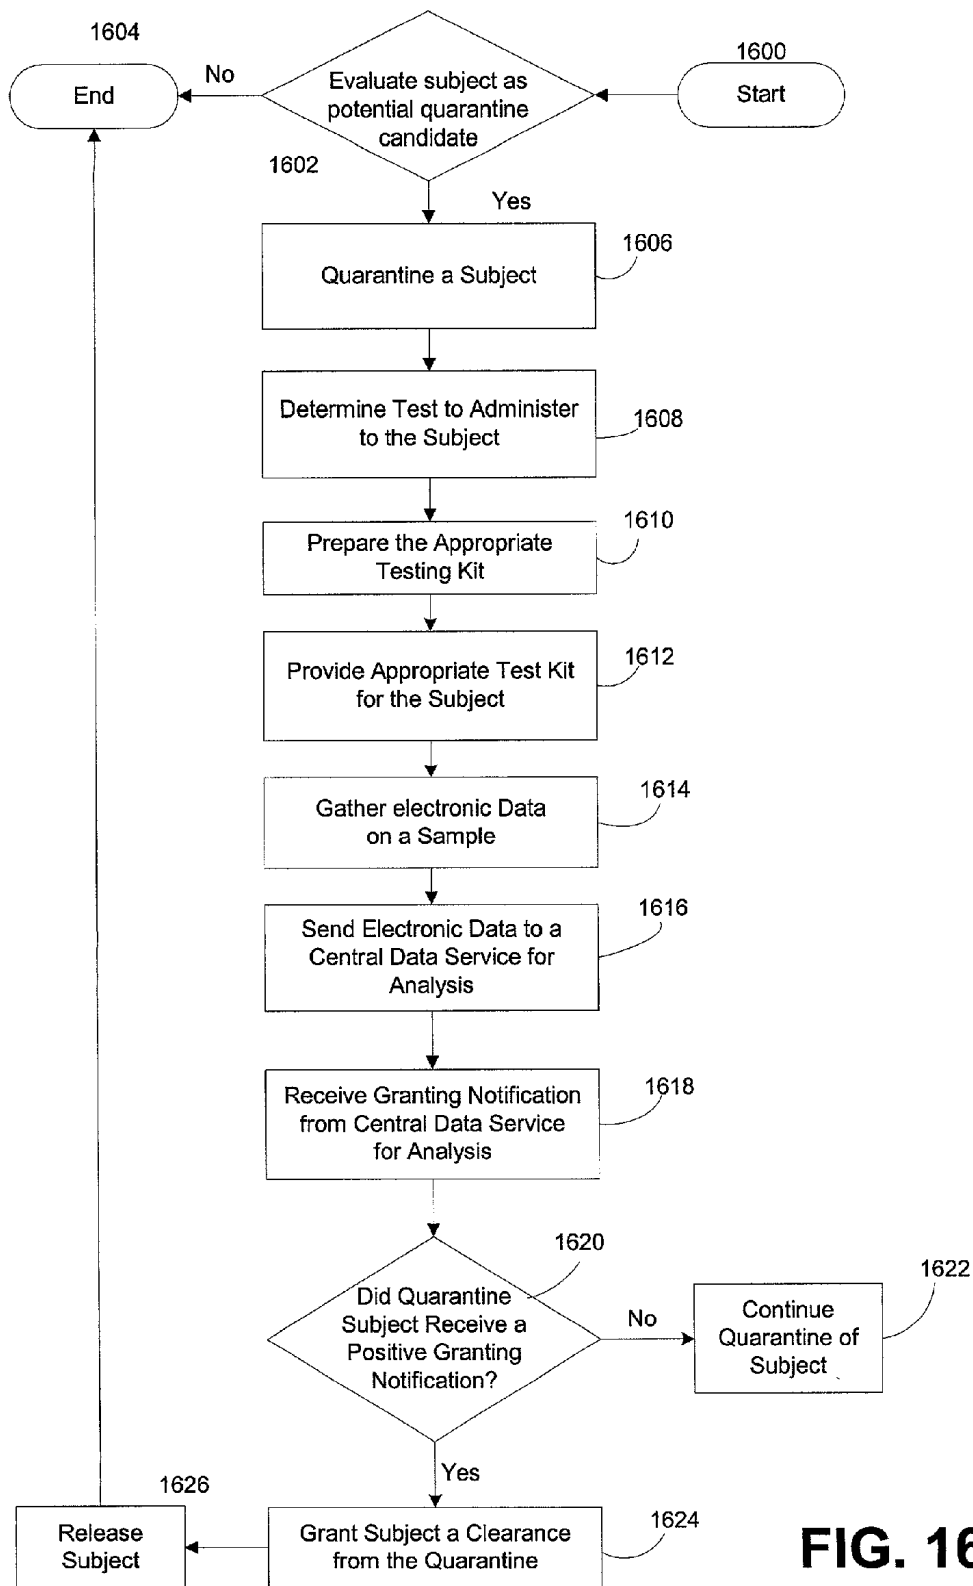 1604
1600
No
End
Evaluate subject as
potential quarantine
candidate
Start
1602
Yes
1606
Quarantine a Subject
Determine Test to Administer
to the Subject
1608
1610
Prepare the Appropriate
Testing Kit
1612
Provide Appropriate Test Kit
for the Subject
1614
Gather electronic Data
on a Sample
1616
Send Electronic Data to a
Central Data Service for
Analysis
1618
Receive Granting Notification
from Central Data Service
for Analysis
1620
Did Quarantine
Subject Receive a
Positive Granting
Notification?
No
1622
Continue
Quarantine of
Subject
Yes
1626
Release
Subject
Grant Subject a Clearance
from the Quarantine
1624
FIG. 16